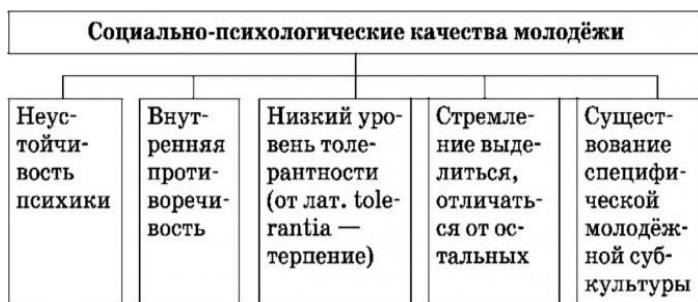 Социально-психологические качества молодёжи
Неус-
тойчи-
вость
психики
Внут-
ренняя
проти-
воречи-
вость
Низкий уро-
вень толе-
рантности
(от лат. tole-
rantia —
терпение)
Стремле-
ние выде-
литься,
отличать-
ся от ос-
тальных
Сущест-
вование
специфи-
ческой
молодёж-
ной суб-
культуры